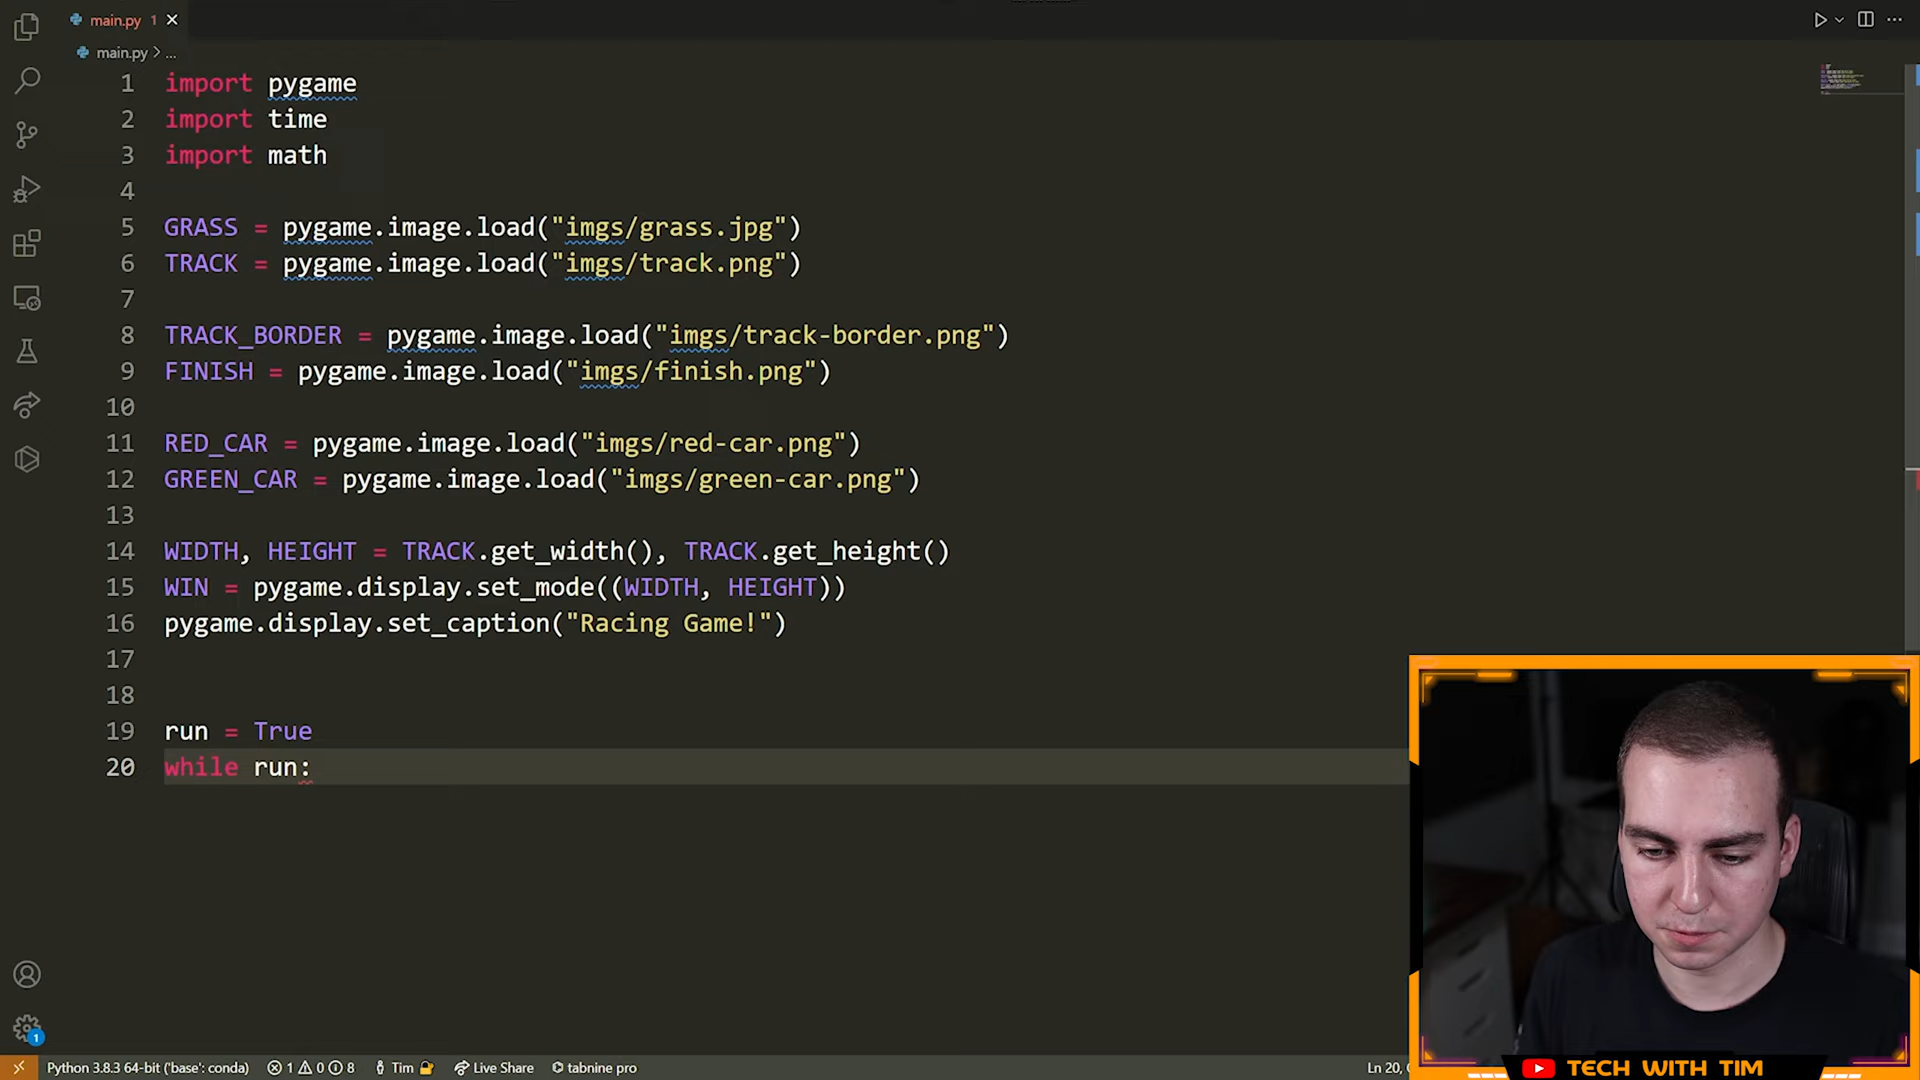 main.py 1
main.py > ...
1 import pygame
2 import time
3 import math
4
5 GRASS = pygame.image.load("imgs/grass.jpg")
6 TRACK = pygame.image.load("imgs/track.png")
7
8 TRACK_BORDER = pygame.image.load("imgs/track-border.png")
9 FINISH = pygame.image.load("imgs/finish.png")
10
11 RED_CAR = pygame.image.load("imgs/red-car.png")
12 GREEN_CAR = pygame.image.load("imgs/green-car.png")
13
14 WIDTH, HEIGHT = TRACK.get_width(), TRACK.get_height()
15 WIN = pygame.display.set_mode((WIDTH, HEIGHT))
16 pygame.display.set_caption("Racing Game!")
17
18
19 run = True
20 while run:
1
Python 3.8.3 64-bit ('base': conda) 1 0 8 Tim Live Share tabnine pro Ln 20,
TECH WITH TIM